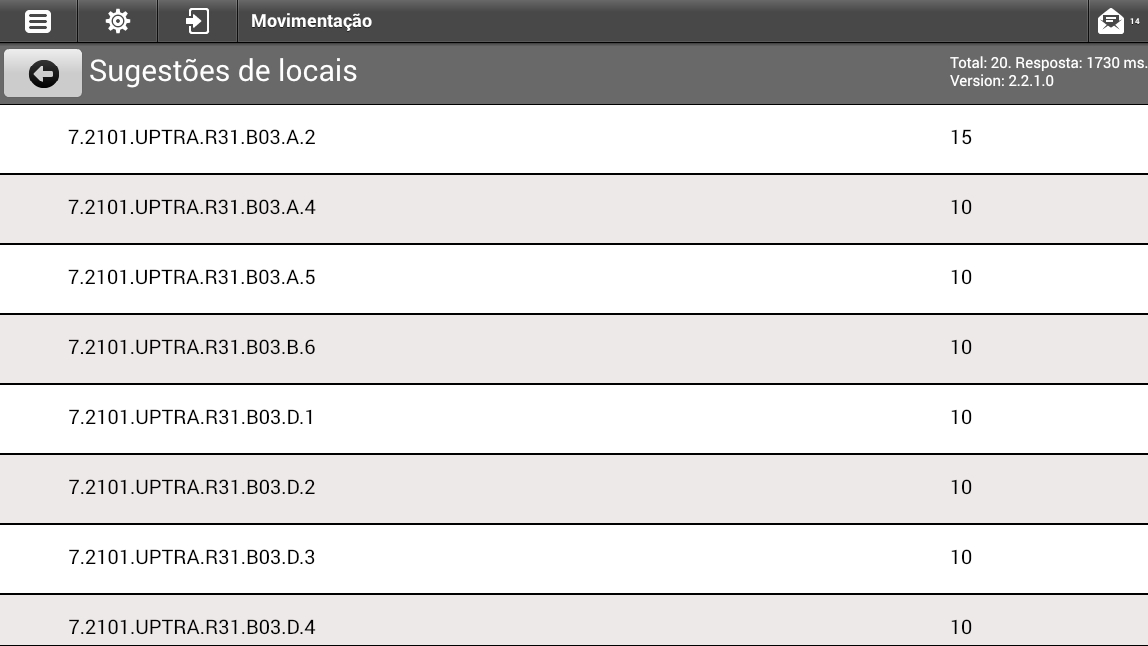 Movimentação
14
Sugestões de locais
Total: 20. Resposta: 1730 ms.
Version: 2.2.1.0
7.2101.UPTRA.R31.B03.A.2 15
7.2101.UPTRA.R31.B03.A.4 10
7.2101.UPTRA.R31.B03.A.5 10
7.2101.UPTRA.R31.B03.B.6 10
7.2101.UPTRA.R31.B03.D.1 10
7.2101.UPTRA.R31.B03.D.2 10
7.2101.UPTRA.R31.B03.D.3 10
7.2101.UPTRA.R31.B03.D.4 10